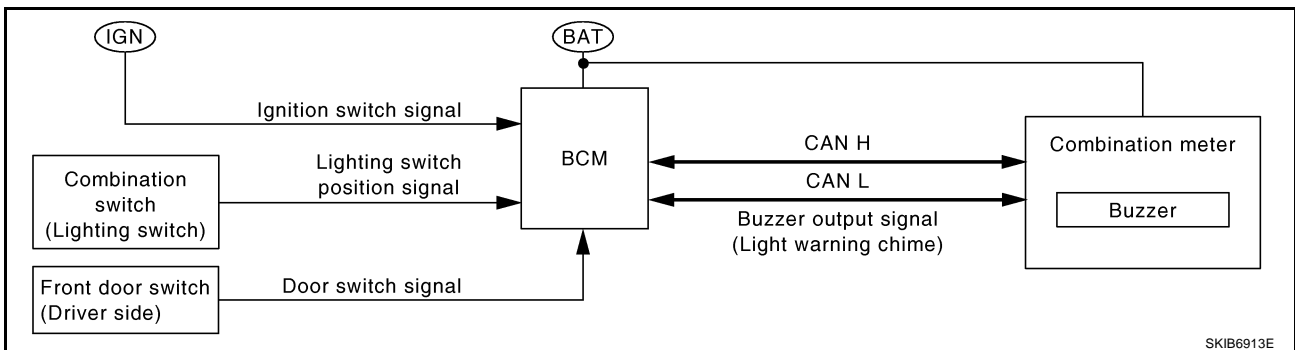 IGN
BAT
Ignition switch signal
Combination
switch
(Lighting switch)
Lighting switch
position signal
Front door switch
(Driver side)
Door switch signal
BCM
CAN H
CAN L
Buzzer output signal
(Light warning chime)
Combination meter
Buzzer
SKIB6913E